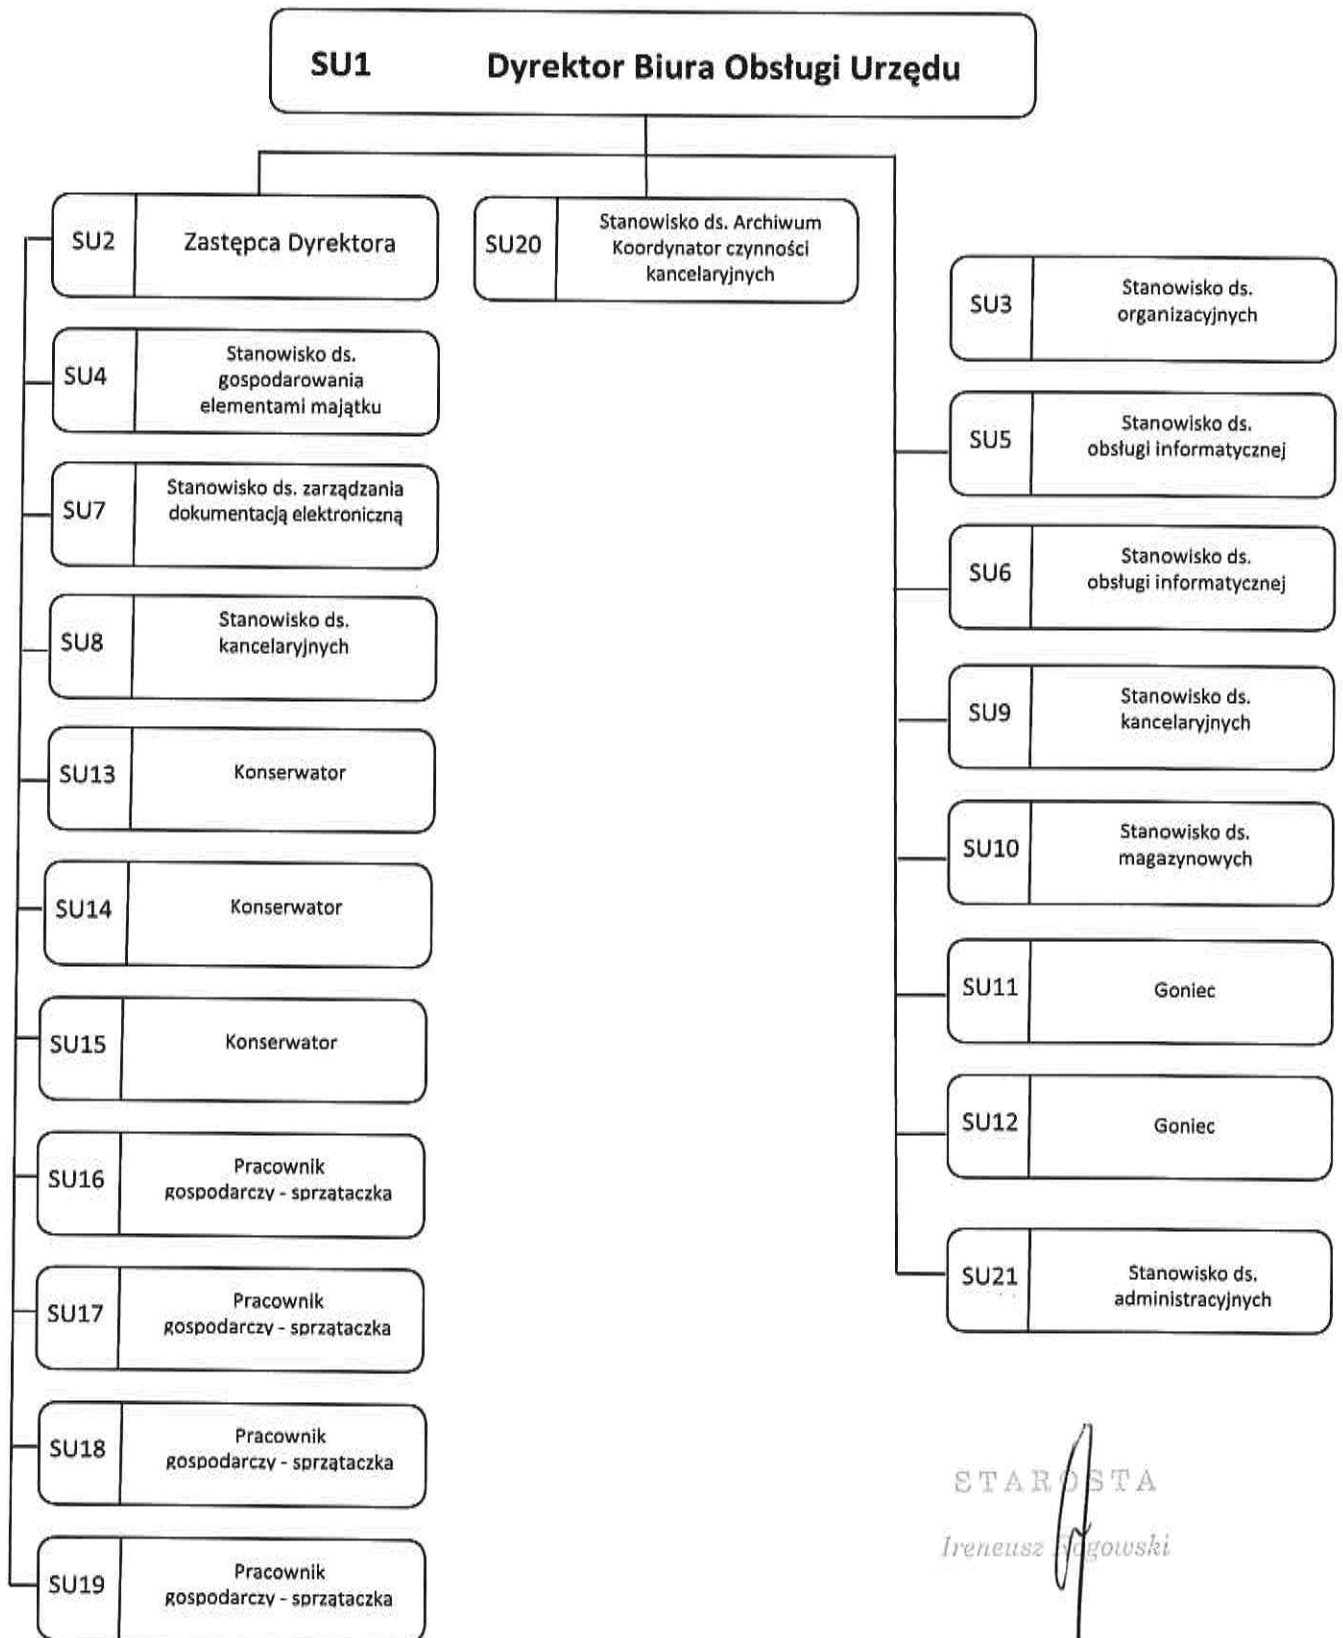 SU1 Dyrektor Biura Obsługi Urzędu
SU2 Zastępca Dyrektora
SU20
Stanowisko ds. Archiwum
Koordynator czynności
kancelaryjnych
SU4
Stanowisko ds.
gospodarowania
elementami majątku
SU7
Stanowisko ds. zarządzania
dokumentacją elektroniczną
SU8
Stanowisko ds.
kancelaryjnych
SU13 Konserwator
SU14 Konserwator
SU15 Konserwator
SU16
Pracownik
gospodarczy - sprzątaczka
SU17
Pracownik
gospodarczy - sprzątaczka
SU18
Pracownik
gospodarczy - sprzątaczka
SU19
Pracownik
gospodarczy - sprzątaczka
SU3
Stanowisko ds.
organizacyjnych
SU5
Stanowisko ds.
obsługi informatycznej
SU6
Stanowisko ds.
obsługi informatycznej
SU9
Stanowisko ds.
kancelaryjnych
SU10
Stanowisko ds.
magazynowych
SU11 Goniec
SU12 Goniec
SU21
Stanowisko ds.
administracyjnych
STAROSTA
Ireneusz Rogowski